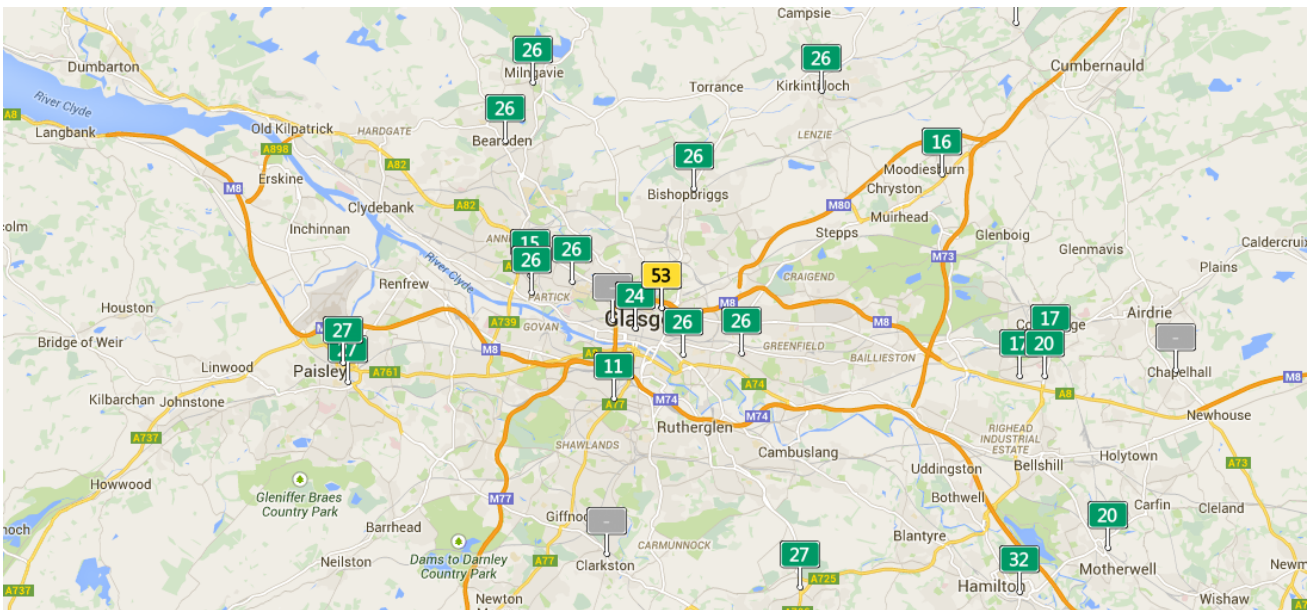 Campsie
26
Milngavie
26
Kirkintilloch
Dumbarton
Torrance
Cumbernauld
River Clyde
A8
Langbank
Old Kilpatrick
HARDGATE
26
Bearsden
LENZIE
A898
A82
26
Bishopbriggs
16
Moodiesburn
Chryston
Erskine
M8
Clydebank
A82
M80
Muirhead
Inchinnan
15
26
26
Stepps
M73
Glenboig
Glenmavis
Caldercruix
Plains
River Clyde
Renfrew
PARTICK
53
24
CRAIGEND
M8
Houston
A739
GOVAN
Glasg
26
26
M8
17
Airdrie
27
27
Bridge of Weir
Linwood
Paisley
M8
GREENFIELD
BAILLIESTON
17
20
Chapelhall
M8
A761
11
A74
A8
Kilbarchan
Johnstone
A77
M74
M74
Newhouse
A737
SHAWLANDS
Rutherglen
RIGHEAD
INDUSTRIAL
ESTATE
Cambuslang
Holytown
Bellshill
A73
Uddingston
Howwood
Gleniffer Braes
Country Park
M77
Bothwell
Carfin
Cleland
Barrhead
Giffnoc
20
Blantyre
CARMUNNOCK
Neilston
Dams to Darnley
Country Park
A77
Clarkston
27
A725
32
Hamilton
Motherwell
A737
Newton
Wishaw